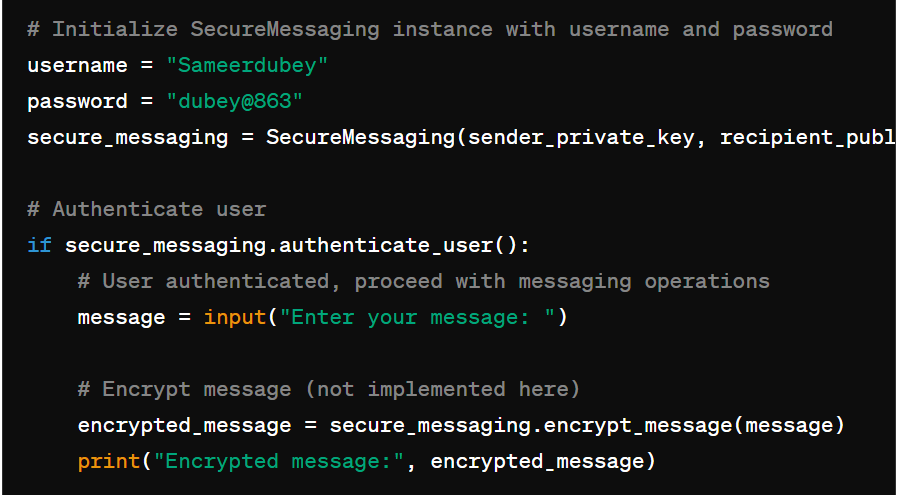 # Initialize SecureMessaging instance with username and password
username = "Sameerdubey"
password = "dubey@863"
secure_messaging = SecureMessaging(sender_private_key, recipient_publ
# Authenticate user
if secure_messaging.authenticate_user():
    # User authenticated, proceed with messaging operations
    message = input("Enter your message: ")
    # Encrypt message (not implemented here)
    encrypted_message = secure_messaging.encrypt_message(message)
    print("Encrypted message:", encrypted_message)